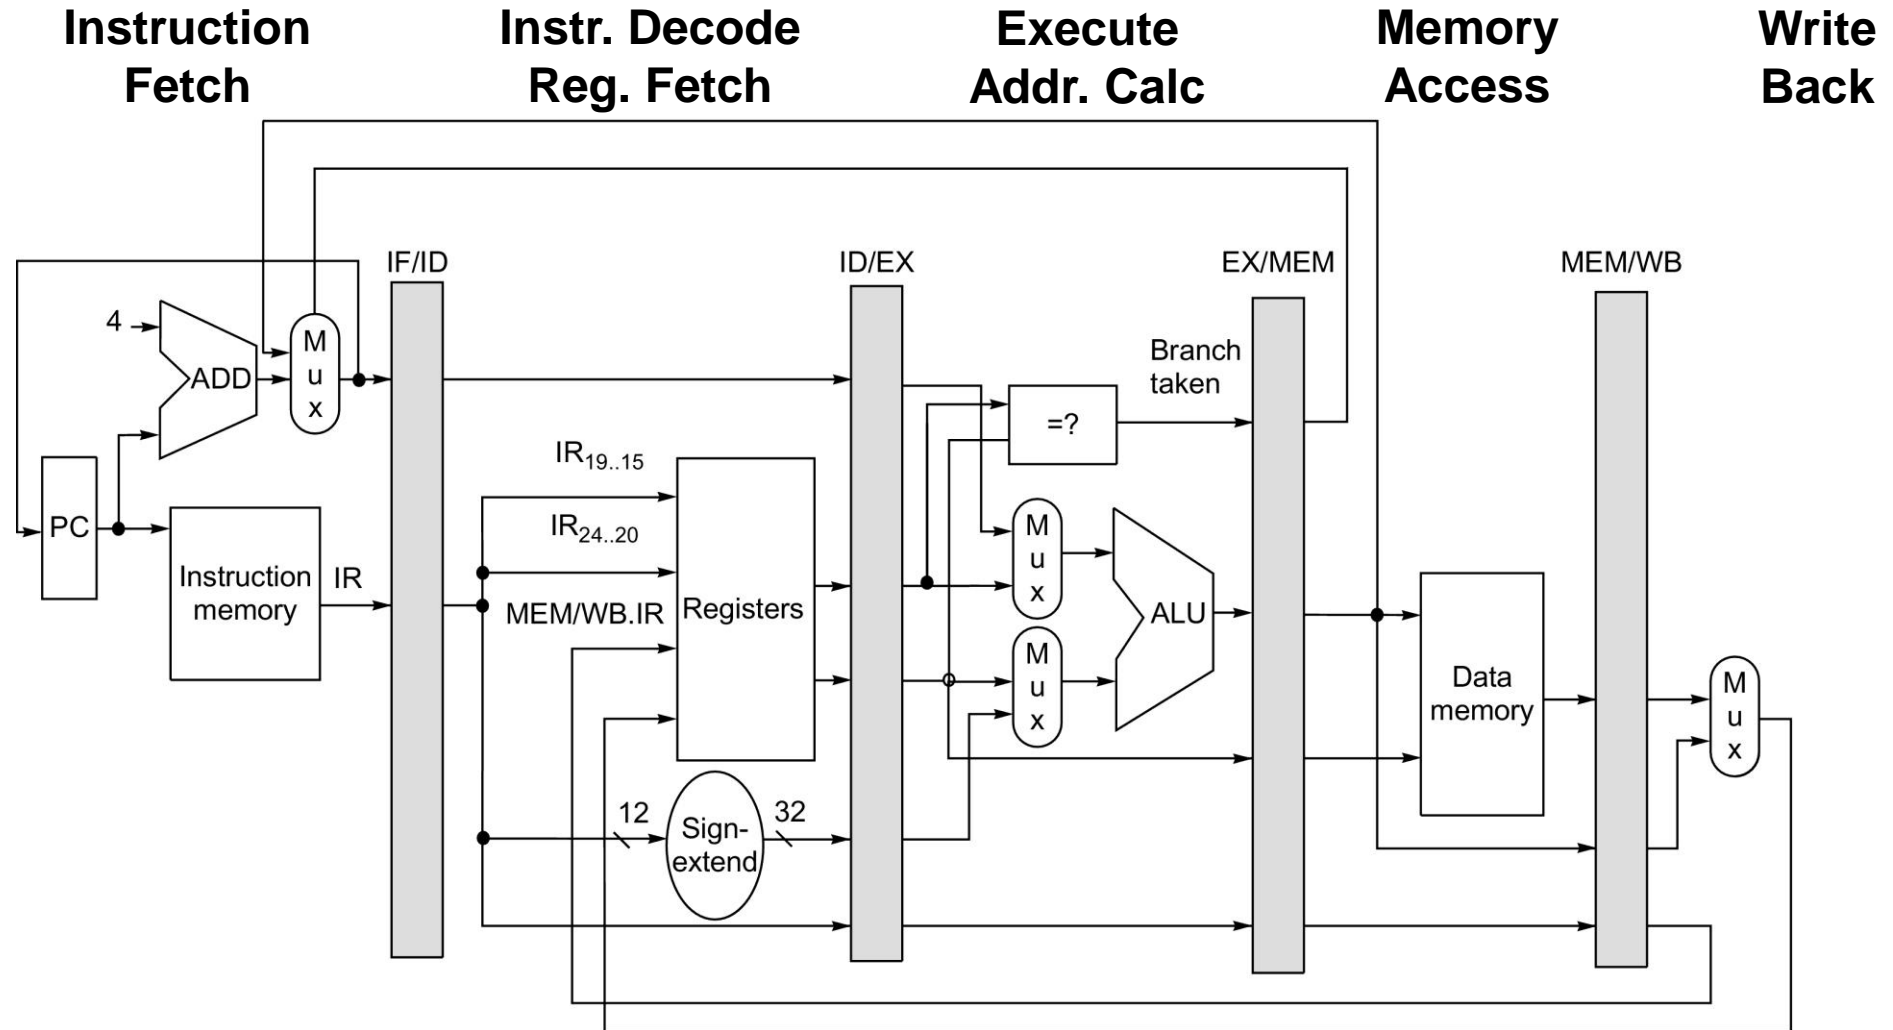 Instruction
Fetch
Instr. Decode
Reg. Fetch
Execute
Addr. Calc
Memory
Access
Write
Back
IF/ID
ID/EX
EX/MEM
MEM/WB
4
ADD
M
u
x
PC
Instruction
memory
IR
IR19..15
IR24..20
MEM/WB.IR
Registers
12
Sign-
extend
32
=?
Branch
taken
M
u
x
M
u
x
ALU
Data
memory
M
u
x